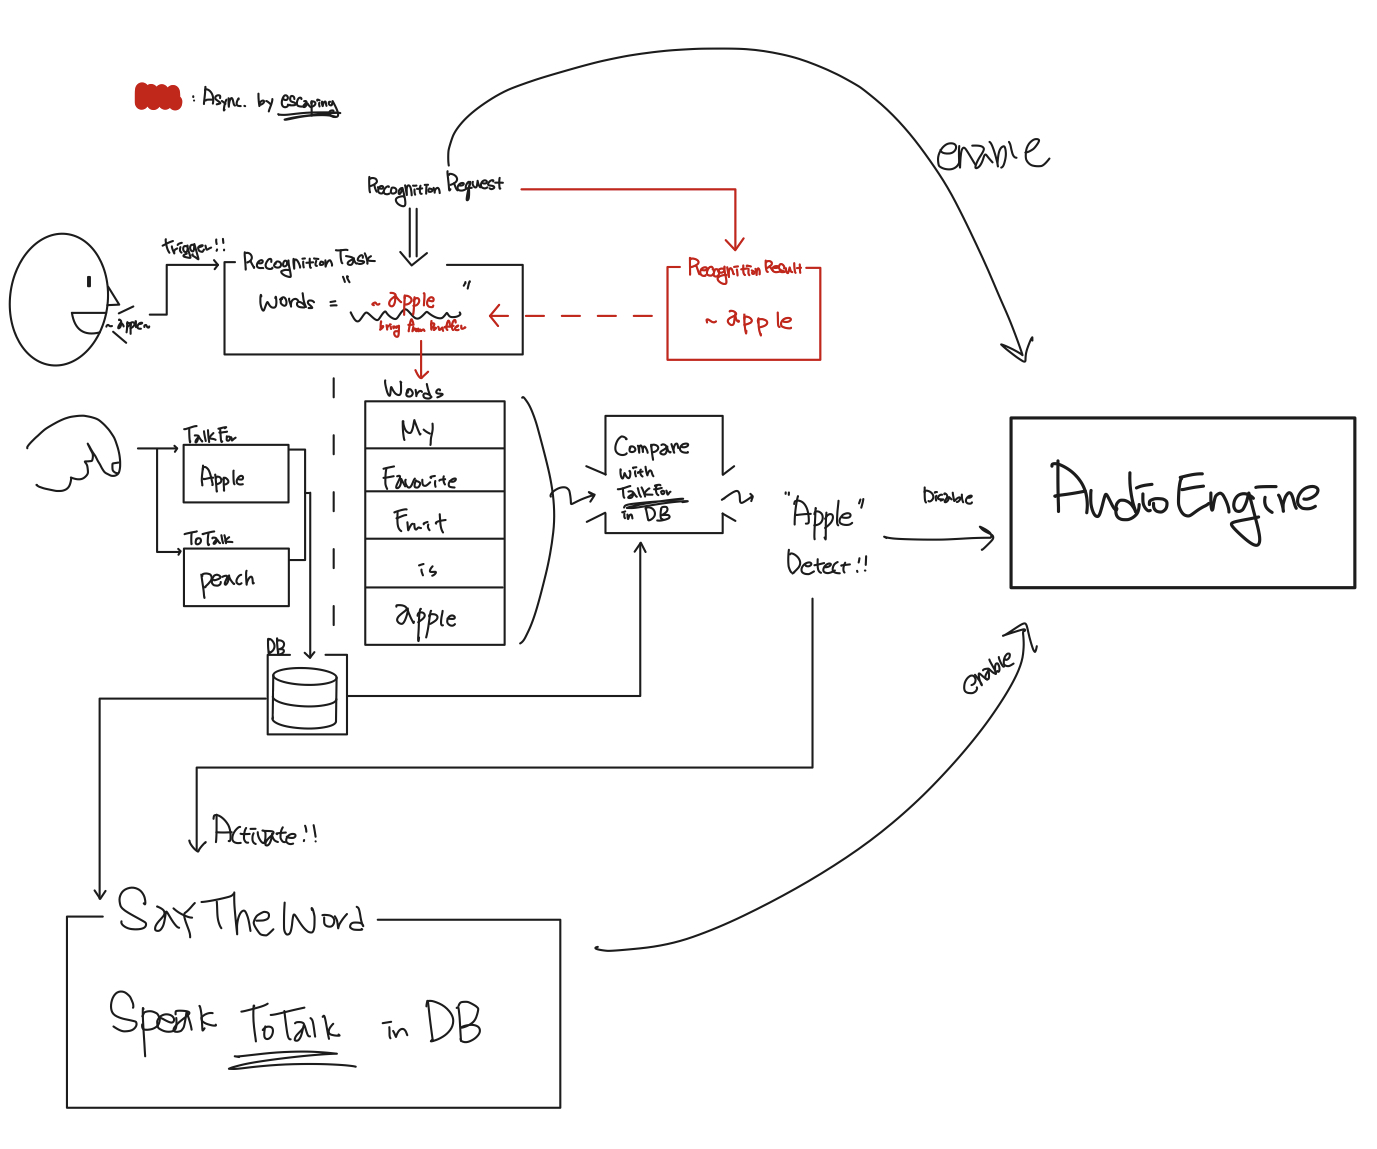 : Async. by escaping
enable
Recognition Request
trigger!!
Recognition Task
Words = "~ apple"
bring from buffer
Recognition Result
~ apple
~ apple ~
Words
My
Favourite
Fruit
is
apple
TalkFor
Apple
ToTalk
peach
DB
Compare
with
TalkFor
in DB
"Apple"
Detect!!
Disable
AudioEngine
enable
Activate!!
SayTheWord
Speak ToTalk in DB